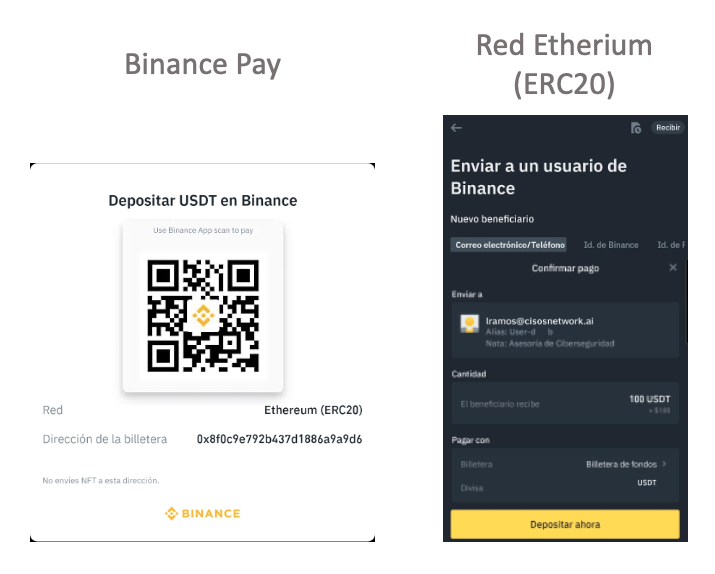 Binance Pay
Depositar USDT en Binance
Use Binance App scan to pay
Red
Ethereum (ERC20)
Dirección de la billetera
0x8f0c9e792b437d1886a9a9d6
No envíes NFT a esta dirección.
BINANCE
Red Etherium
(ERC20)
Recibir
Enviar a un usuario de
Binance
Nuevo beneficiario
Correo electrónico/Teléfono
Id. de Binance
Id. de
Confirmar pago
Enviar a
lramos@cisosnetwork.ai
Alias: User-d b
Nota: Asesoría de Ciberseguridad
Cantidad
El beneficiario recibe
100 USDT
≈ $100
Pagar con
Billetera
Billetera de fondos >
Divisa
USDT
Depositar ahora